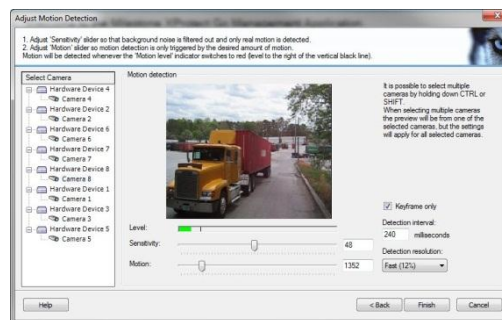 Adjust Motion Detection
1. Adjust 'Sensitivity' slider so that background noise is filtered out and only real motion is detected.
2. Adjust 'Motion' slider so motion detection is only triggered by the desired amount of motion.
Motion will be detected whenever the 'Motion level' indicator switches to red (level to the right of the vertical black line).
Select Camera
Hardware Device 4
Camera 4
Hardware Device 2
Camera 2
Hardware Device 6
Camera 6
Hardware Device 7
Camera 7
Hardware Device 8
Camera 8
Hardware Device 1
Camera 1
Hardware Device 3
Camera 3
Hardware Device 5
Camera 5
Motion detection
It is possible to select multiple
cameras by holding down CTRL or
SHIFT.
When selecting multiple cameras
the preview will be from one of the
selected cameras, but the settings
will apply for all selected cameras.
Keyframe only
Detection interval:
240 milliseconds
Detection resolution:
Fast (12%)
Level:
Sensitivity:
48
Motion:
1352
Help
< Back
Finish
Cancel